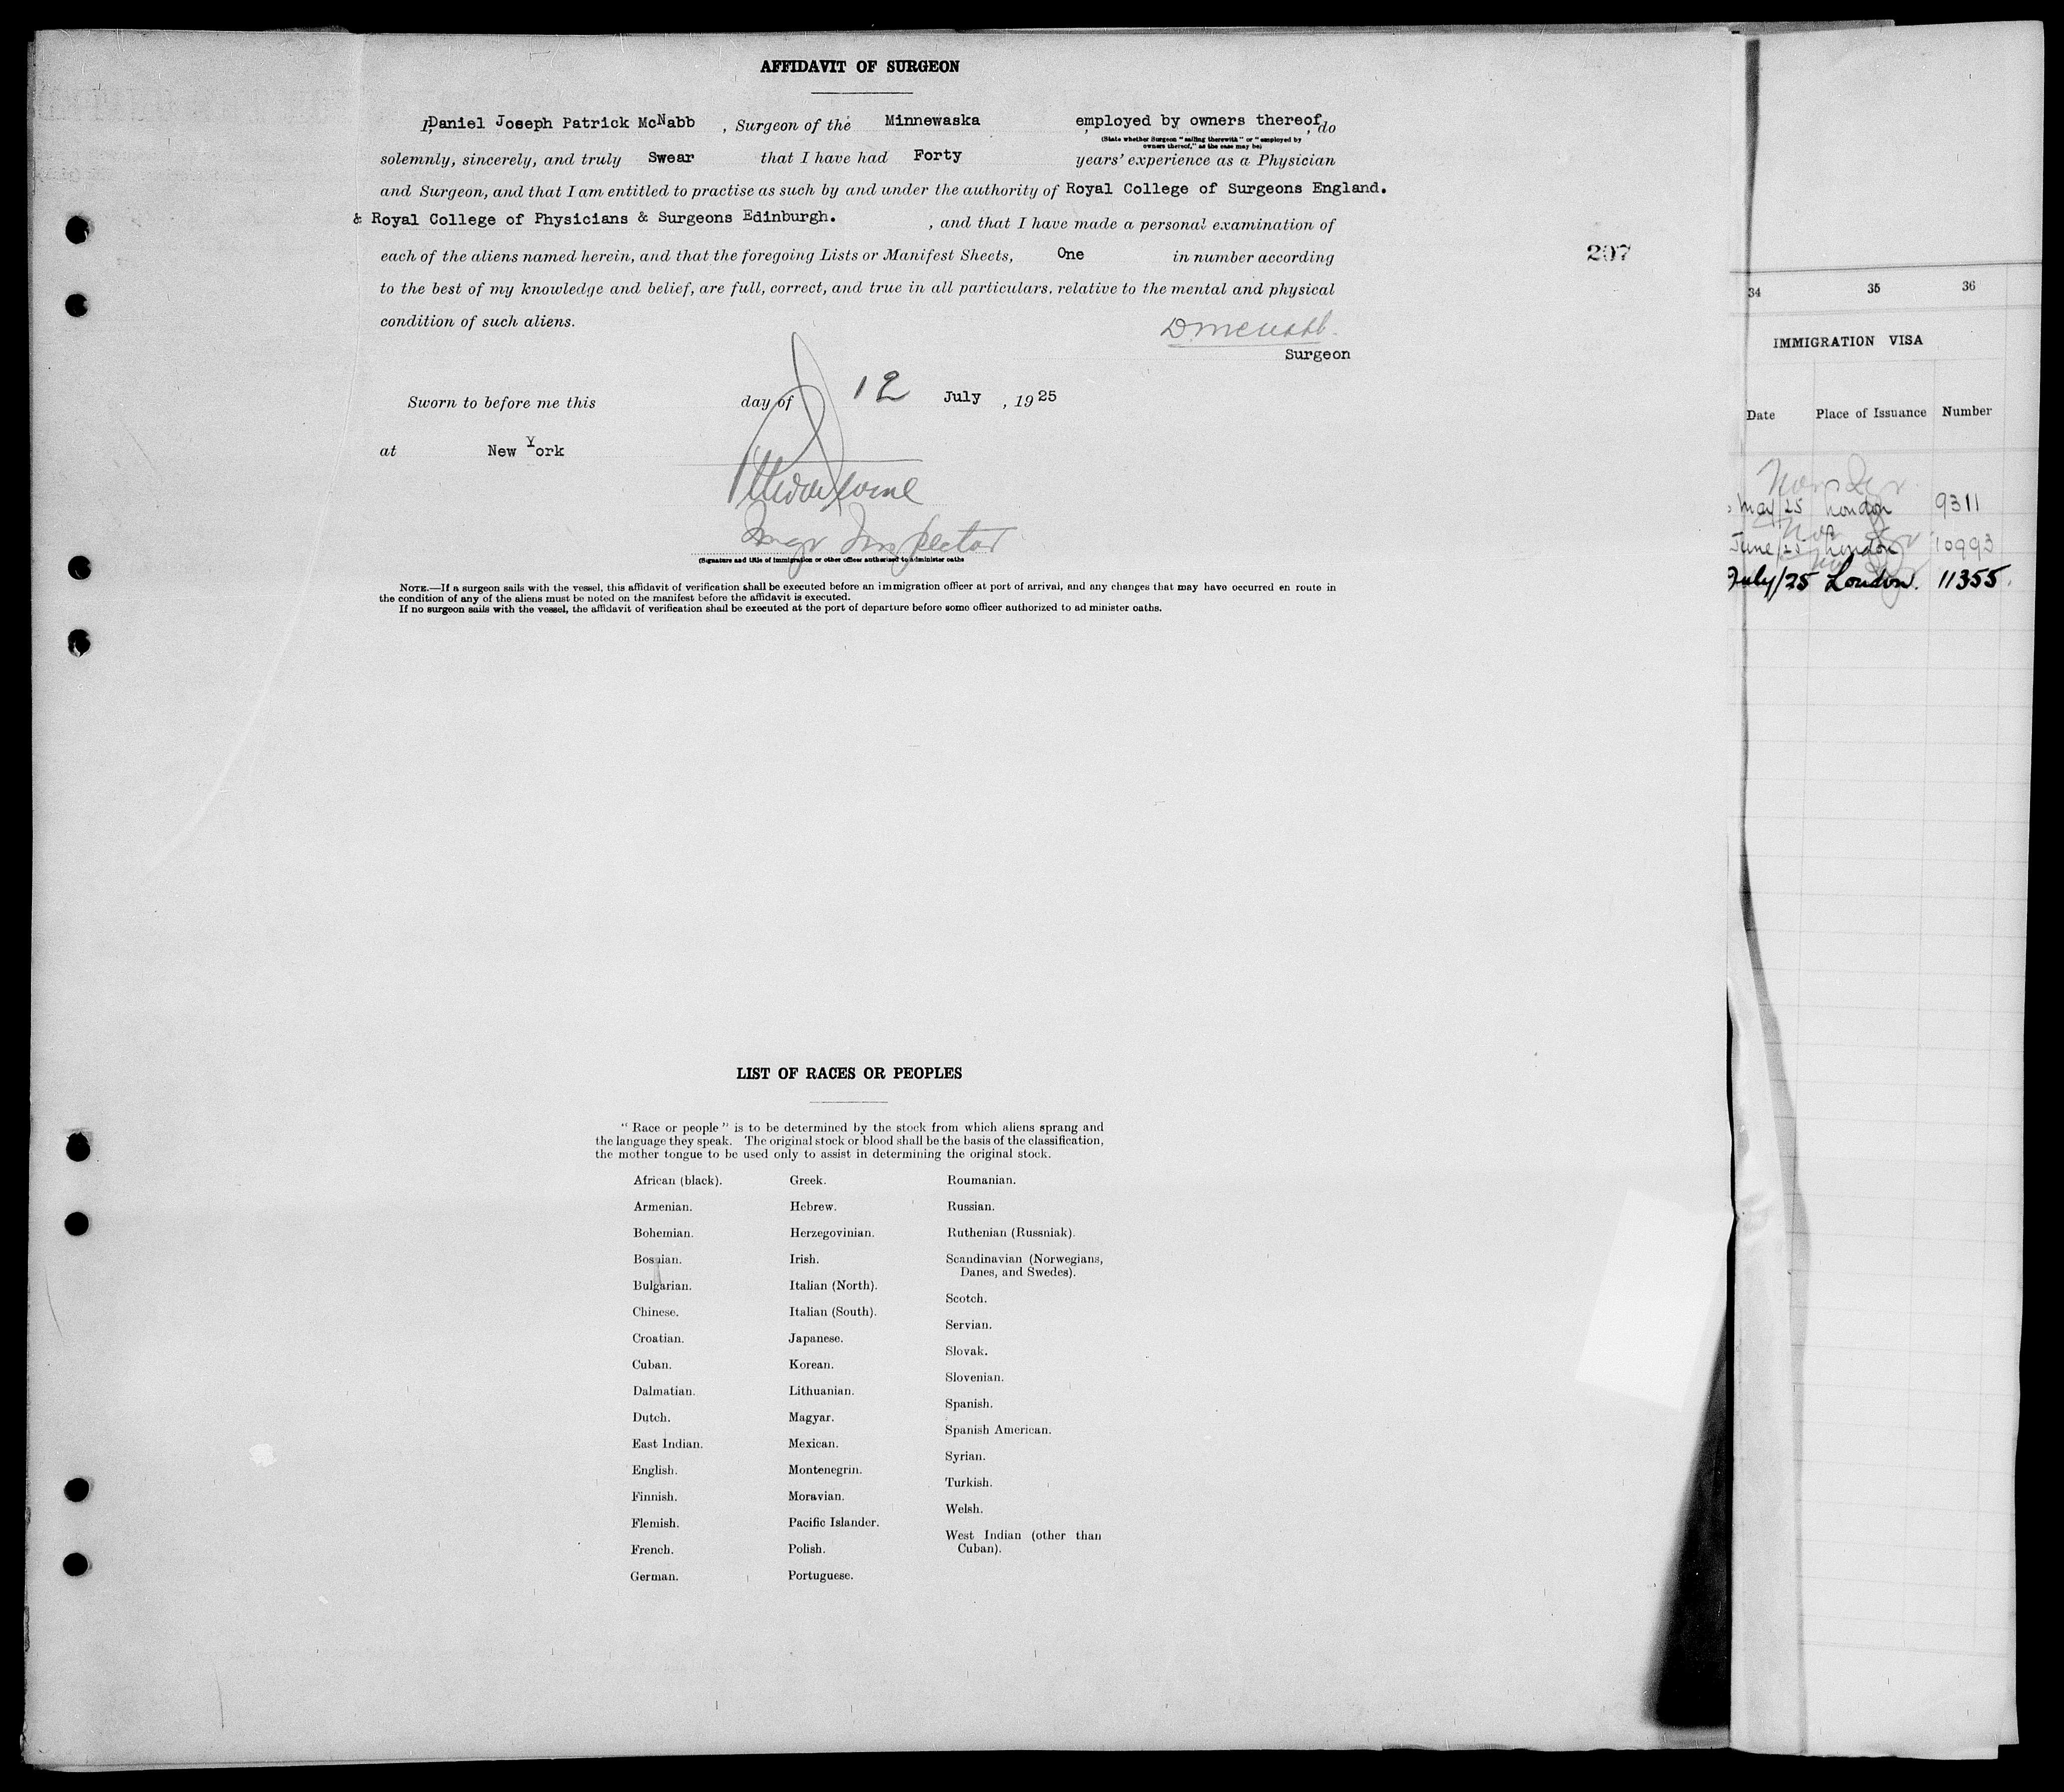 AFFIDAVIT OF SURGEON
I, Daniel Joseph Patrick McNabb , Surgeon of the Minnewaska employed by owners thereof, do
(State whether Surgeon "sailing therewith" or "employed by
owners thereof," as the case may be)
solemnly, sincerely, and truly Swear that I have had Forty years' experience as a Physician
and Surgeon, and that I am entitled to practise as such by and under the authority of Royal College of Surgeons England.
& Royal College of Physicians & Surgeons Edinburgh. , and that I have made a personal examination of
each of the aliens named herein, and that the foregoing Lists or Manifest Sheets, One in number according
to the best of my knowledge and belief, are full, correct, and true in all particulars, relative to the mental and physical
condition of such aliens.
D McNabb.
Surgeon
Sworn to before me this day of 12 July , 1925
at New York
Imgr Inspector
(Signature and title of immigration or other officer authorised to administer oaths
NOTE.—If a surgeon sails with the vessel, this affidavit of verification shall be executed before an immigration officer at port of arrival, and any changes that may have occurred en route in
the condition of any of the aliens must be noted on the manifest before the affidavit is executed.
If no surgeon sails with the vessel, the affidavit of verification shall be executed at the port of departure before some officer authorized to administer oaths.
207
LIST OF RACES OR PEOPLES
"Race or people" is to be determined by the stock from which aliens sprang and
the language they speak. The original stock or blood shall be the basis of the classification,
the mother tongue to be used only to assist in determining the original stock.
African (black).
Armenian.
Bohemian.
Bosnian.
Bulgarian.
Chinese.
Croatian.
Cuban.
Dalmatian.
Dutch.
East Indian.
English.
Finnish.
Flemish.
French.
German.
Greek.
Hebrew.
Herzegovinian.
Irish.
Italian (North).
Italian (South).
Japanese.
Korean.
Lithuanian.
Magyar.
Mexican.
Montenegrin.
Moravian.
Pacific Islander.
Polish.
Portuguese.
Roumanian.
Russian.
Ruthenian (Russniak).
Scandinavian (Norwegians,
Danes, and Swedes).
Scotch.
Servian.
Slovak.
Slovenian.
Spanish.
Spanish American.
Syrian.
Turkish.
Welsh.
West Indian (other than
Cuban).
34 35 36
IMMIGRATION VISA
Date Place of Issuance Number
May/25 London 9311
June/25 London 10993
July/25 London. 11355.